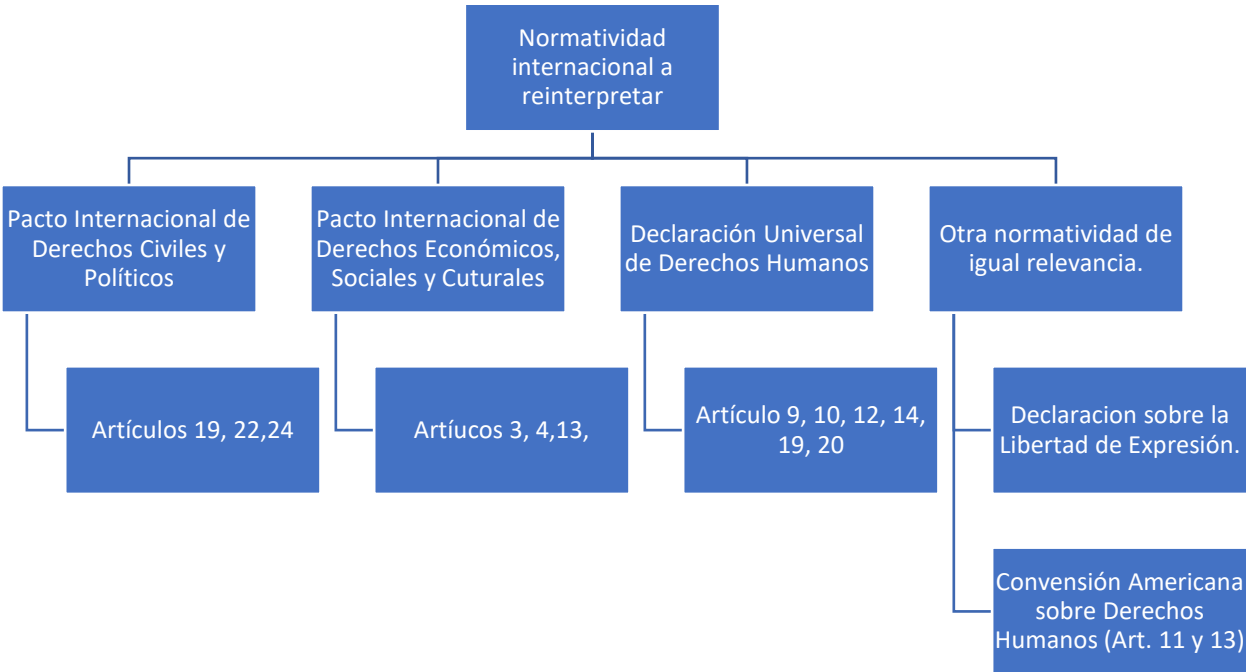 Normatividad
internacional a
reinterpretar
Pacto Internacional de
Derechos Civiles y
Políticos
Pacto Internacional de
Derechos Económicos,
Sociales y Cuturales
Declaración Universal
de Derechos Humanos
Otra normatividad de
igual relevancia.
Artículos 19, 22,24
Artíucos 3, 4,13,
Artículo 9, 10, 12, 14,
19, 20
Declaracion sobre la
Libertad de Expresión.
Convensión Americana
sobre Derechos
Humanos (Art. 11 y 13)